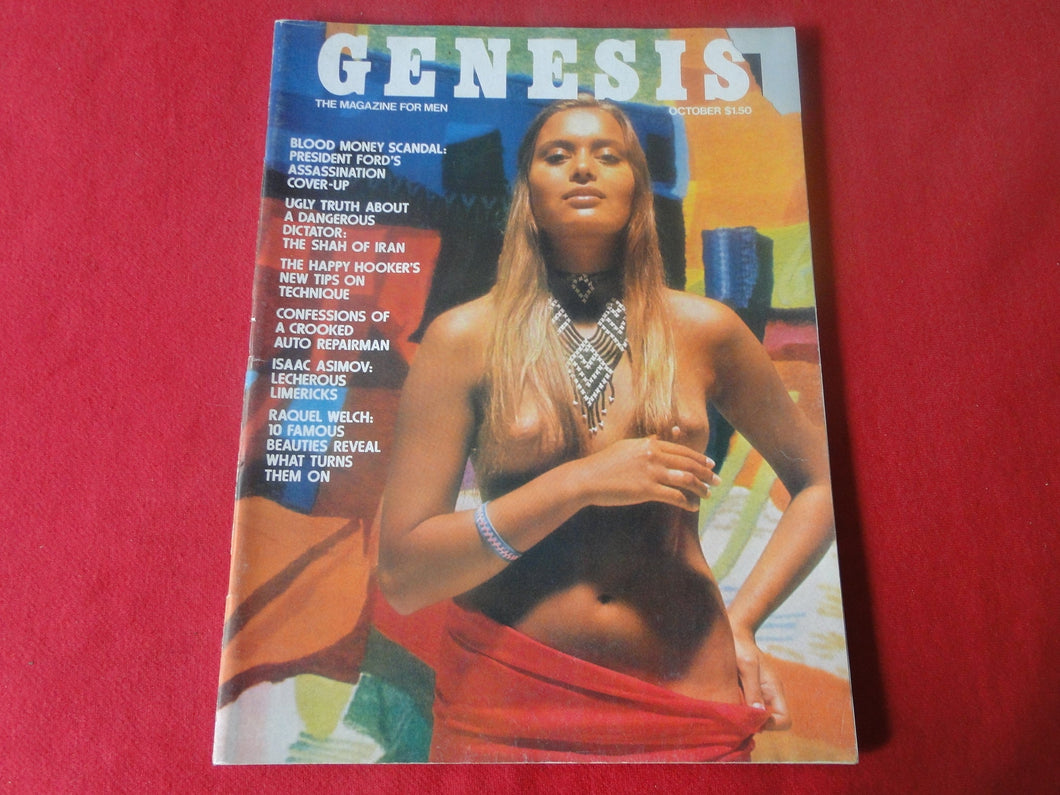 GENESIS
THE MAGAZINE FOR MEN
OCTOBER $1.50
BLOOD MONEY SCANDAL:
PRESIDENT FORD'S
ASSASSINATION
COVER-UP
UGLY TRUTH ABOUT
A DANGEROUS
DICTATOR:
THE SHAH OF IRAN
THE HAPPY HOOKER'S
NEW TIPS ON
TECHNIQUE
CONFESSIONS OF
A CROOKED
AUTO REPAIRMAN
ISAAC ASIMOV:
LECHEROUS
LIMERICKS
RAQUEL WELCH:
10 FAMOUS
BEAUTIES REVEAL
WHAT TURNS
THEM ON